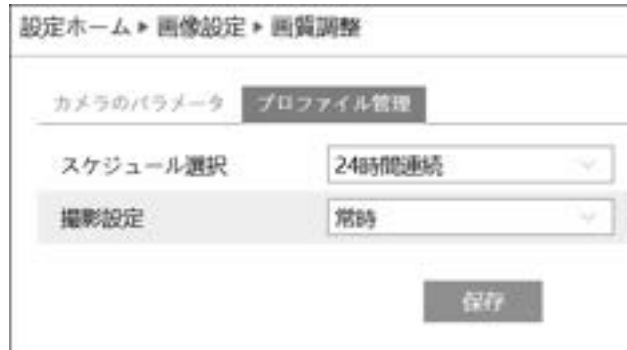 設定ホーム ▸ 画像設定 ▸ 画質調整
カメラのパラメータ プロファイル管理
スケジュール選択 24時間連続
撮影設定 常時
保存